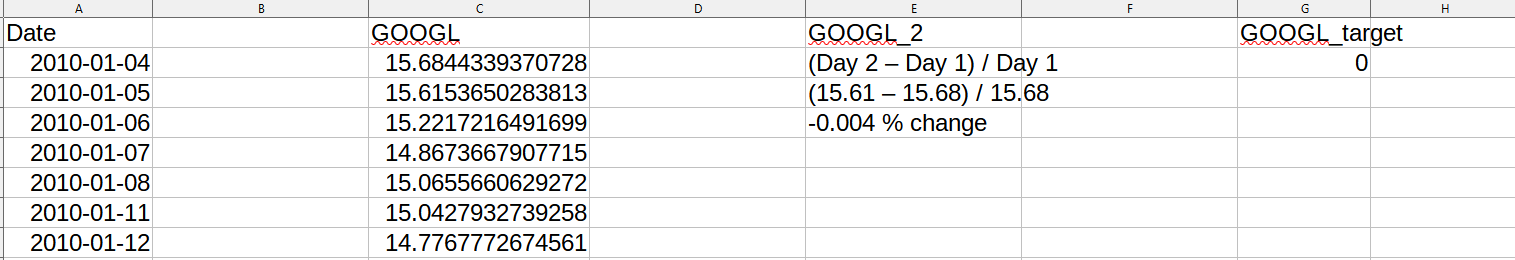 A B C D E F G H
Date GOOGL GOOGL_2 GOOGL_target
2010-01-04 15.6844339370728 (Day 2 – Day 1) / Day 1 0
2010-01-05 15.6153650283813 (15.61 – 15.68) / 15.68
2010-01-06 15.2217216491699 -0.004 % change
2010-01-07 14.8673667907715
2010-01-08 15.0655660629272
2010-01-11 15.0427932739258
2010-01-12 14.7767772674561